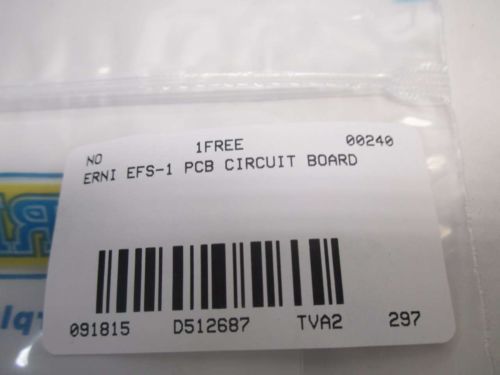 NO 1FREE 00240
ERNI EFS-1 PCB CIRCUIT BOARD
091815 D512687 TVA2 297